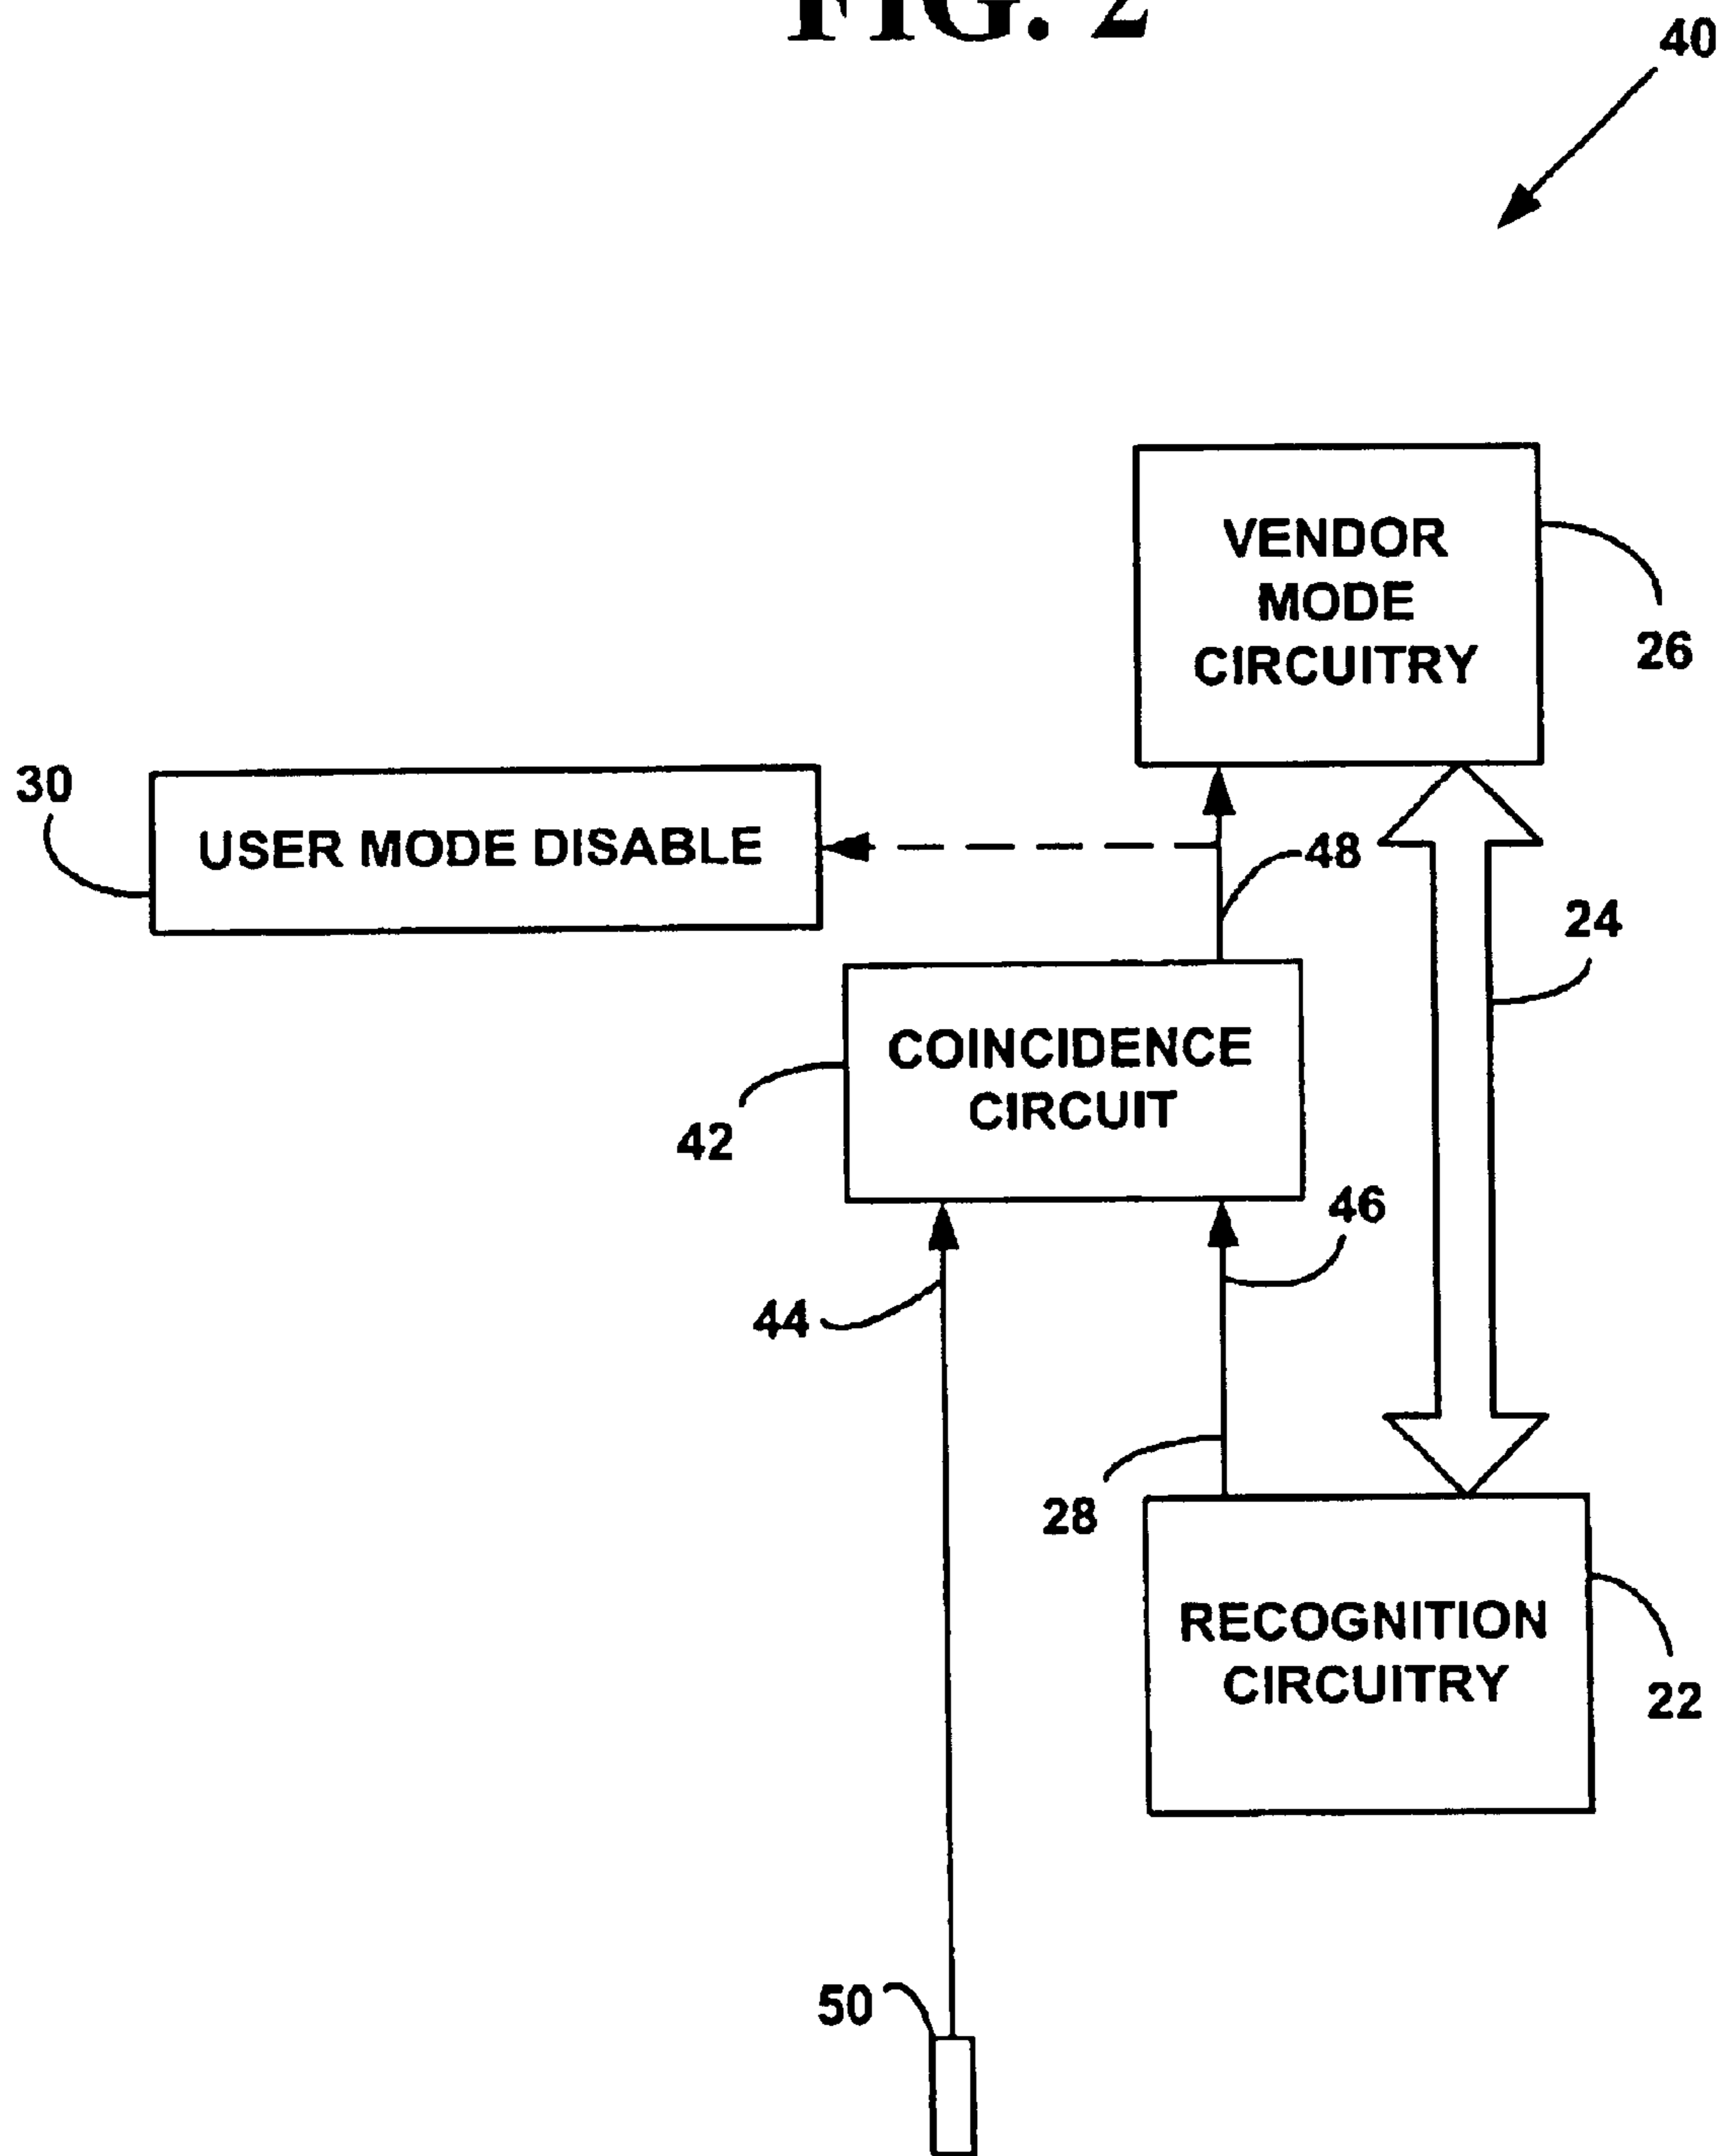 FIG. 2
40
VENDOR
MODE
CIRCUITRY
26
30
USER MODE DISABLE
48
24
COINCIDENCE
CIRCUIT
42
46
44
28
RECOGNITION
CIRCUITRY
22
50